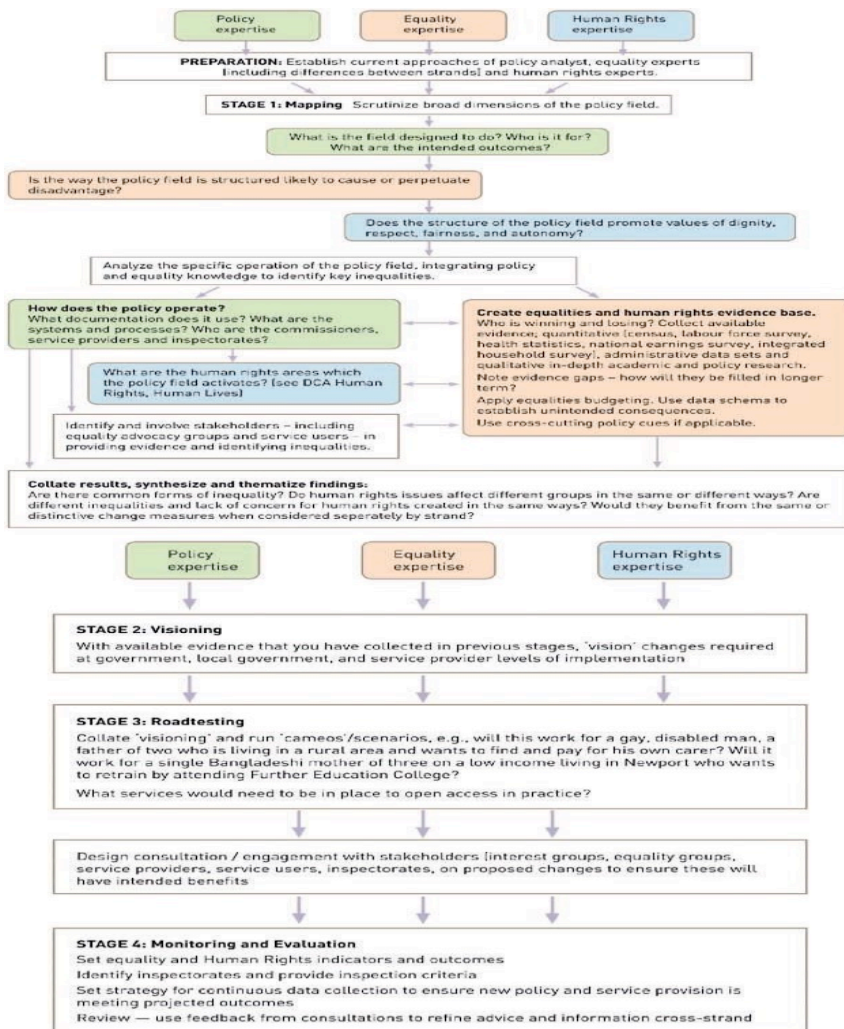 Policy
expertise
Equality
expertise
Human Rights
expertise
PREPARATION: Establish current approaches of policy analyst, equality experts
[including differences between strands] and human rights experts.
STAGE 1: Mapping Scrutinize broad dimensions of the policy field.
What is the field designed to do? Who is it for?
What are the intended outcomes?
Is the way the policy field is structured likely to cause or perpetuate
disadvantage?
Does the structure of the policy field promote values of dignity,
respect, fairness, and autonomy?
Analyze the specific operation of the policy field, integrating policy
and equality knowledge to identify key inequalities.
How does the policy operate?
What documentation does it use? What are the
systems and processes? Who are the commissioners,
service providers and inspectorates?
What are the human rights areas which
the policy field activates? [see DCA Human
Rights, Human Lives]
Identify and involve stakeholders – including
equality advocacy groups and service users – in
providing evidence and identifying inequalities.
Create equalities and human rights evidence base.
Who is winning and losing? Collect available
evidence; quantitative [census, labour force survey,
health statistics, national earnings survey, integrated
household survey], administrative data sets and
qualitative in-depth academic and policy research.
Note evidence gaps – how will they be filled in longer
term?
Apply equalities budgeting. Use data schema to
establish unintended consequences.
Use cross-cutting policy cues if applicable.
Collate results, synthesize and thematize findings:
Are there common forms of inequality? Do human rights issues affect different groups in the same or different ways? Are
different inequalities and lack of concern for human rights created in the same ways? Would they benefit from the same or
distinctive change measures when considered seperately by strand?
Policy
expertise
Equality
expertise
Human Rights
expertise
STAGE 2: Visioning
With available evidence that you have collected in previous stages, 'vision' changes required
at government, local government, and service provider levels of implementation
STAGE 3: Roadtesting
Collate 'visioning' and run 'cameos'/scenarios, e.g., will this work for a gay, disabled man, a
father of two who is living in a rural area and wants to find and pay for his own carer? Will it
work for a single Bangladeshi mother of three on a low income living in Newport who wants
to retrain by attending Further Education College?
What services would need to be in place to open access in practice?
Design consultation / engagement with stakeholders [interest groups, equality groups,
service providers, service users, inspectorates, on proposed changes to ensure these will
have intended benefits
STAGE 4: Monitoring and Evaluation
Set equality and Human Rights indicators and outcomes
Identify inspectorates and provide inspection criteria
Set strategy for continuous data collection to ensure new policy and service provision is
meeting projected outcomes
Review — use feedback from consultations to refine advice and information cross-strand